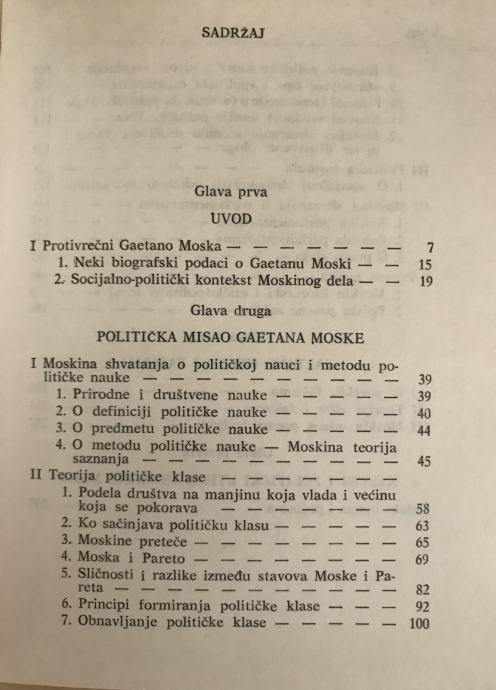 SADRŽAJ
Glava prva
UVOD
I Protivrečni Gaetano Moska — — — — — — — 7
1. Neki biografski podaci o Gaetanu Moski — — — 15
2. Socijalno-politički kontekst Moskinog dela — — — 19
Glava druga
POLITIČKA MISAO GAETANA MOSKE
I Moskina shvatanja o političkoj nauci i metodu po-
litičke nauke — — — — — — — — — — — 39
1. Prirodne i društvene nauke — — — — — — 39
2. O definiciji političke nauke — — — — — — 40
3. O predmetu političke nauke — — — — — — 44
4. O metodu političke nauke — Moskina teorija
saznanja — — — — — — — — — — — 45
II Teorija političke klase — — — — — — — —
1. Podela društva na manjinu koja vlada i većinu
koja se pokorava — — — — — — — — 58
2. Ko sačinjava političku klasu — — — — — — 63
3. Moskine preteče — — — — — — — — — 65
4. Moska i Pareto — — — — — — — — — — 69
5. Sličnosti i razlike između stavova Moske i Pa-
reta — — — — — — — — — — — — — 82
6. Principi formiranja političke klase — — — — 92
7. Obnavljanje političke klase — — — — — — 100